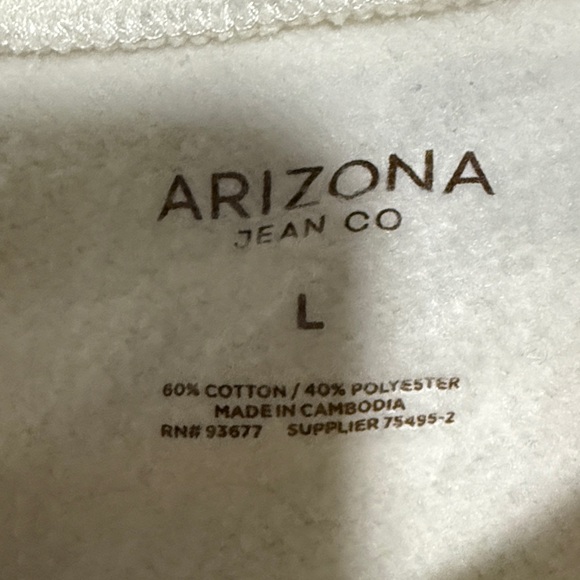 ARIZONA
JEAN CO
L
60% COTTON / 40% POLYESTER
MADE IN CAMBODIA
RN# 93677 SUPPLIER 75495-2